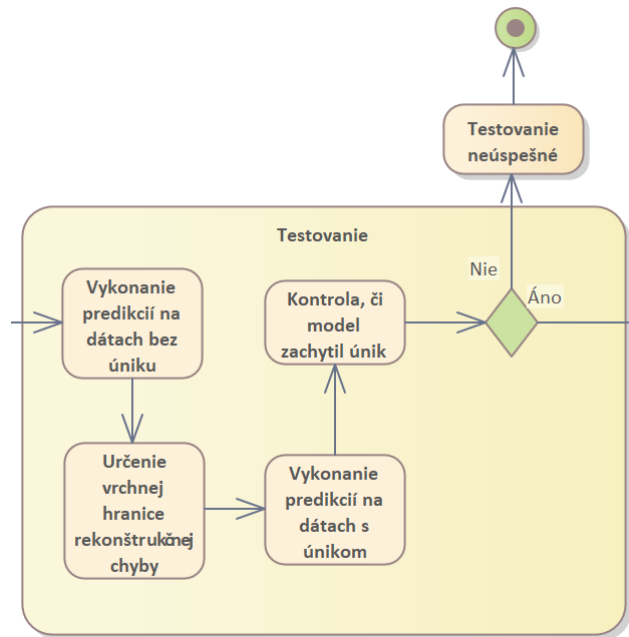 Testovanie
neúspešné
Testovanie
Nie
Áno
Vykonanie
predikcií na
dátach bez
úniku
Kontrola, či
model
zachytil únik
Určenie
vrchnej
hranice
rekonštrukčnej
chyby
Vykonanie
predikcií na
dátach s
únikom